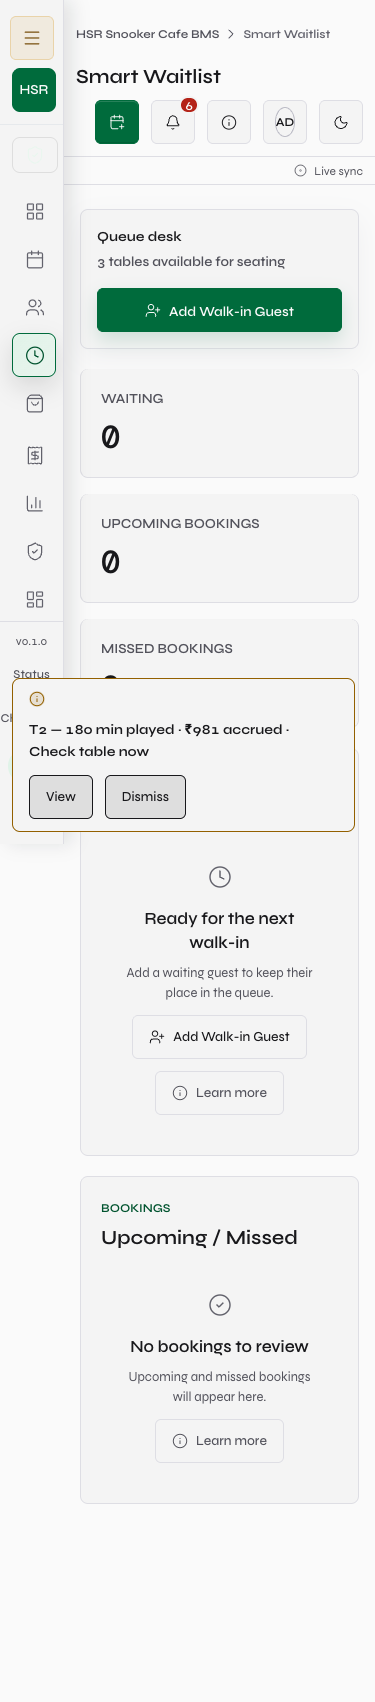 HSR Snooker Cafe BMS > Smart Waitlist
Smart Waitlist
HSR
6
AD
Live sync
Queue desk
3 tables available for seating
Add Walk-in Guest
WAITING
0
UPCOMING BOOKINGS
0
MISSED BOOKINGS
v0.1.0
Status
T2 — 180 min played · ₹981 accrued ·
Check table now
View
Dismiss
Ready for the next
walk-in
Add a waiting guest to keep their
place in the queue.
Add Walk-in Guest
Learn more
BOOKINGS
Upcoming / Missed
No bookings to review
Upcoming and missed bookings
will appear here.
Learn more